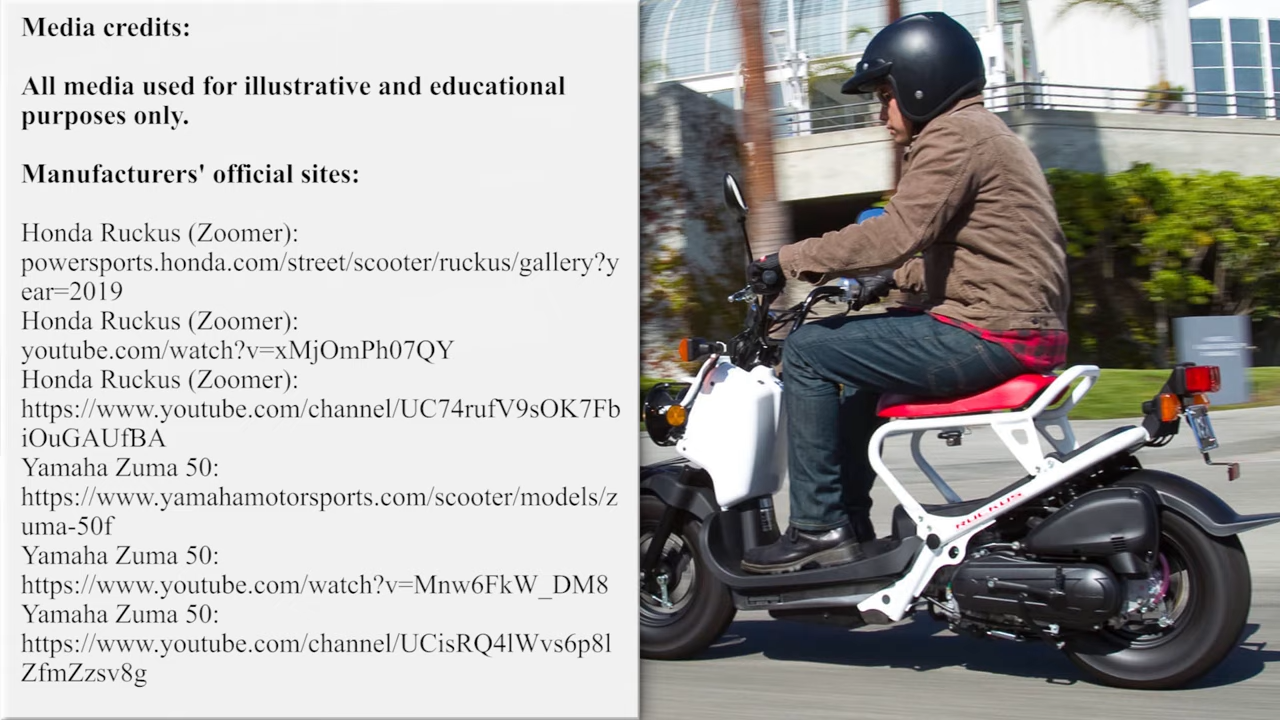 Media credits:
All media used for illustrative and educational
purposes only.
Manufacturers' official sites:
Honda Ruckus (Zoomer):
powersports.honda.com/street/scooter/ruckus/gallery?y
ear=2019
Honda Ruckus (Zoomer):
youtube.com/watch?v=xMjOmPh07QY
Honda Ruckus (Zoomer):
https://www.youtube.com/channel/UC74rufV9sOK7Fb
iOuGAUfBA
Yamaha Zuma 50:
https://www.yamahamotorsports.com/scooter/models/z
uma-50f
Yamaha Zuma 50:
https://www.youtube.com/watch?v=Mnw6FkW_DM8
Yamaha Zuma 50:
https://www.youtube.com/channel/UCisRQ4lWvs6p8l
ZfmZzsv8g
RUCKUS